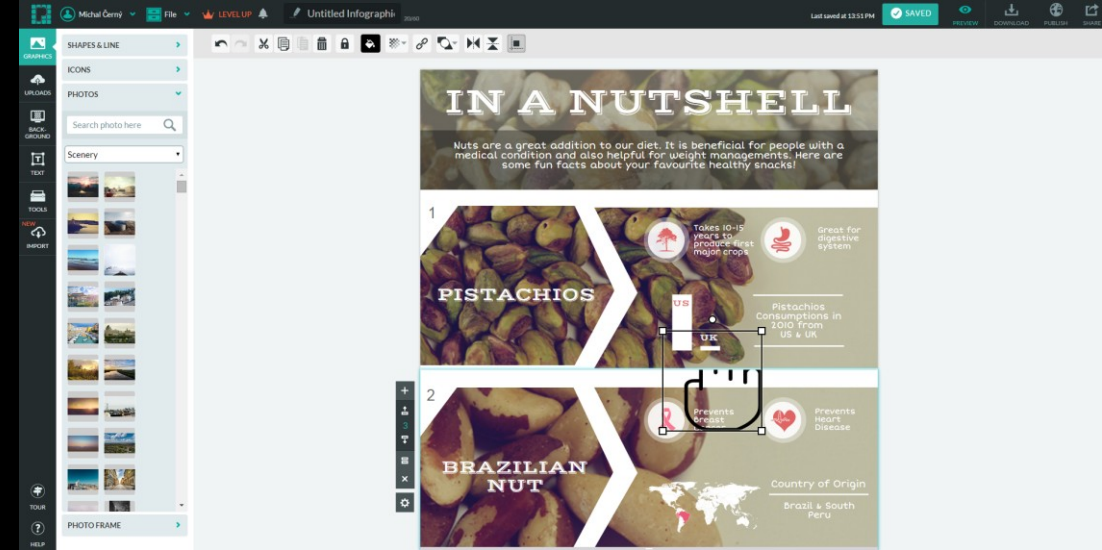 Michal Černý
File
LEVEL UP
Untitled Infographi
20/60
Last saved at 13:51 PM
SAVED
PREVIEW
DOWNLOAD
PUBLISH
SHARE
GRAPHICS
UPLOADS
BACK-
GROUND
TEXT
TOOLS
NEW
IMPORT
TOUR
HELP
SHAPES & LINE
ICONS
PHOTOS
Search photo here
Scenery
PHOTO FRAME
IN A NUTSHELL
Nuts are a great addition to our diet. It is beneficial for people with a
medical condition and also helpful for weight managements. Here are
some fun facts about your favourite healthy snacks!
1
PISTACHIOS
Takes 10-15
years to
produce first
major crops
Great for
digestive
system
US
UK
Pistachios
Consumptions in
2010 from
US & UK
3
2
BRAZILIAN
NUT
Prevents
Breast
Prevents
Heart
Disease
Country of Origin
Brazil & South
Peru